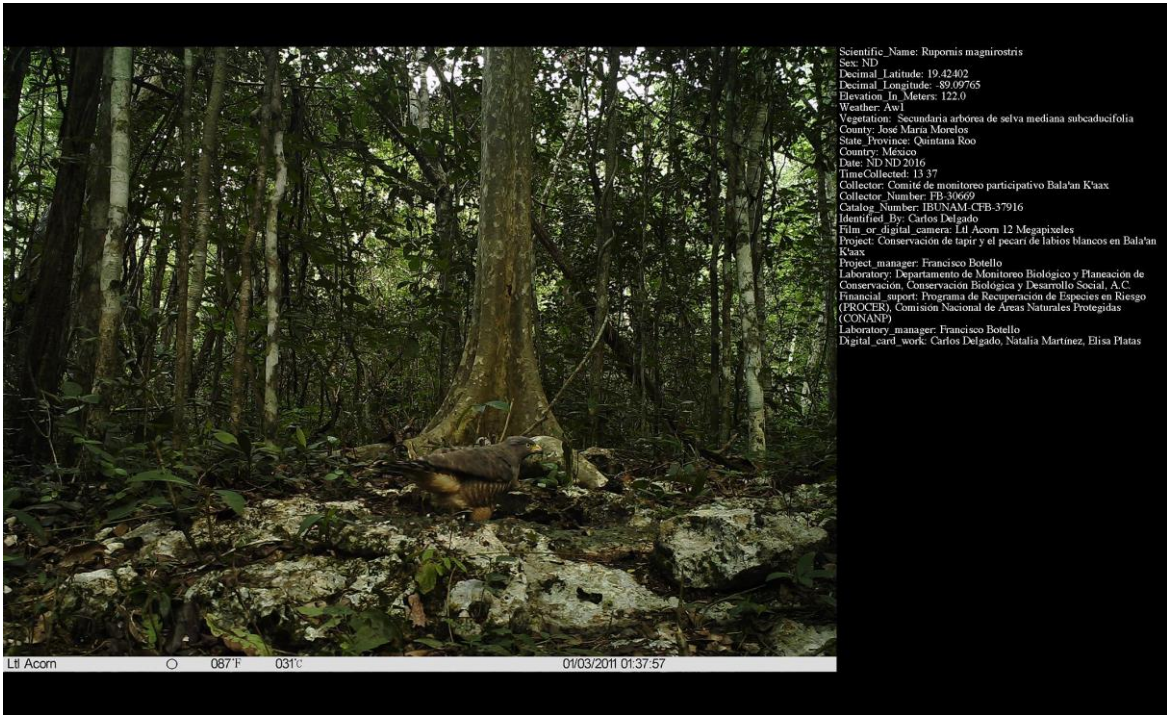 Scientific_Name: Rupornis magnirostris
Sex: ND
Decimal_Latitude: 19.42402
Decimal_Longitude: -89.09765
Elevation_In_Meters: 122.0
Weather: Aw1
Vegetation: Secundaria arbórea de selva mediana subcaducifolia
County: José María Morelos
State_Province: Quintana Roo
Country: México
Date: ND ND 2016
TimeCollected: 13 37
Collector: Comité de monitoreo participativo Bala'an K'aax
Collector_Number: FB-30669
Catalog_Number: IBUNAM-CFB-37916
Identified_By: Carlos Delgado
Film_or_digital_camera: Ltl Acorn 12 Megapixeles
Project: Conservación de tapir y el pecarí de labios blancos en Bala'an
K'aax
Project_manager: Francisco Botello
Laboratory: Departamento de Monitoreo Biológico y Planeación de
Conservación, Conservación Biológica y Desarrollo Social, A.C.
Financial_suport: Programa de Recuperación de Especies en Riesgo
(PROCER), Comisión Nacional de Áreas Naturales Protegidas
(CONANP)
Laboratory_manager: Francisco Botello
Digital_card_work: Carlos Delgado, Natalia Martínez, Elisa Platas
Ltl Acorn 087°F 031°C 01/03/2011 01:37:57